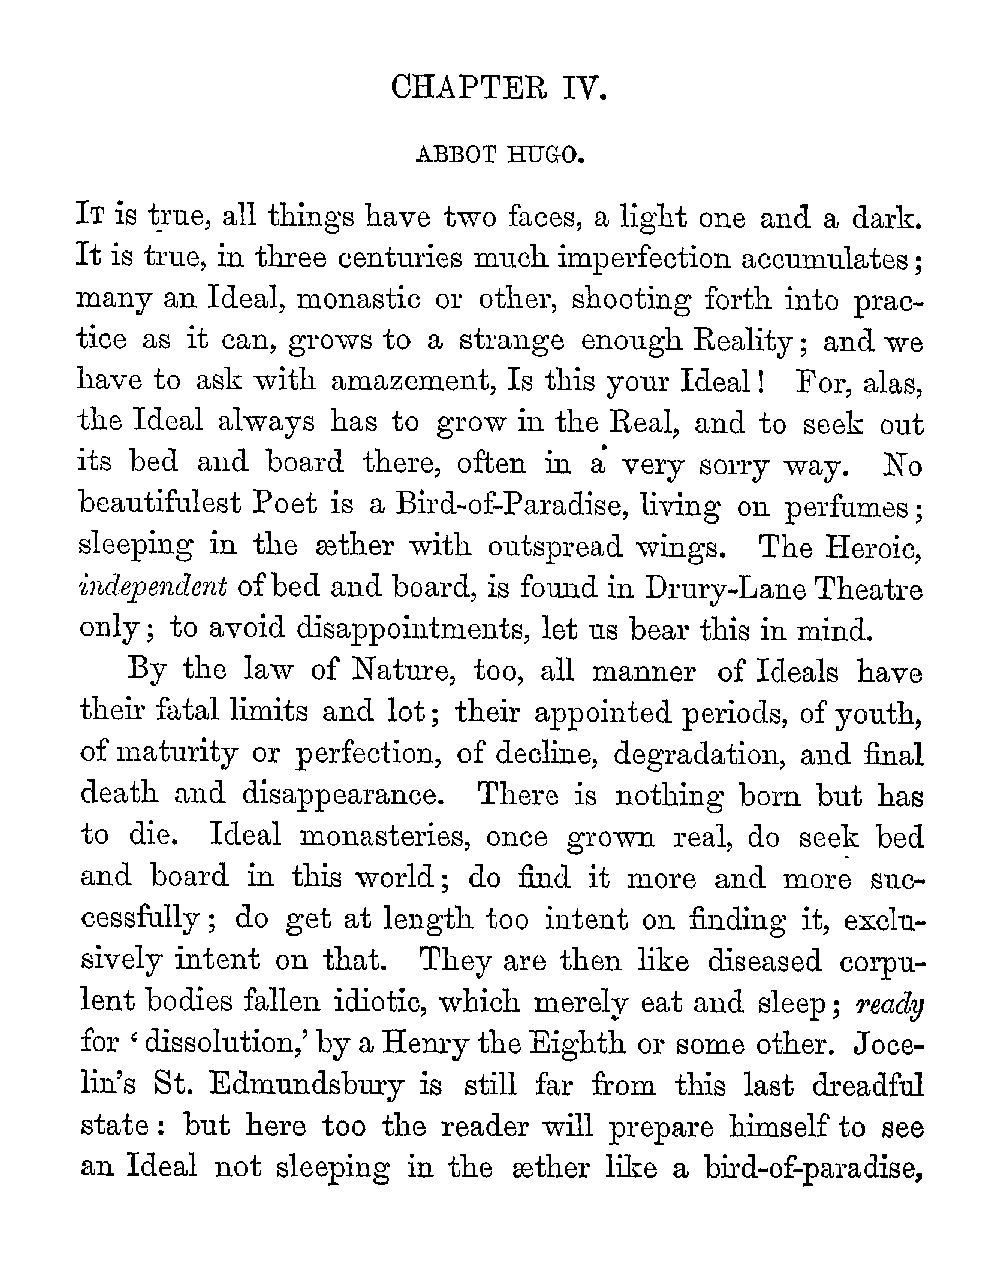 CHAPTER IV.
ABBOT HUGO.
IT is true, all things have two faces, a light one and a dark.
It is true, in three centuries much imperfection accumulates;
many an Ideal, monastic or other, shooting forth into prac-
tice as it can, grows to a strange enough Reality; and we
have to ask with amazement, Is this your Ideal! For, alas,
the Ideal always has to grow in the Real, and to seek out
its bed and board there, often in a very sorry way. No
beautifulest Poet is a Bird-of-Paradise, living on perfumes;
sleeping in the æther with outspread wings. The Heroic,
independent of bed and board, is found in Drury-Lane Theatre
only; to avoid disappointments, let us bear this in mind.
By the law of Nature, too, all manner of Ideals have
their fatal limits and lot; their appointed periods, of youth,
of maturity or perfection, of decline, degradation, and final
death and disappearance. There is nothing born but has
to die. Ideal monasteries, once grown real, do seek bed
and board in this world; do find it more and more suc-
cessfully; do get at length too intent on finding it, exclu-
sively intent on that. They are then like diseased corpu-
lent bodies fallen idiotic, which merely eat and sleep; ready
for ‘dissolution,’ by a Henry the Eighth or some other. Joce-
lin’s St. Edmundsbury is still far from this last dreadful
state: but here too the reader will prepare himself to see
an Ideal not sleeping in the æther like a bird-of-paradise,